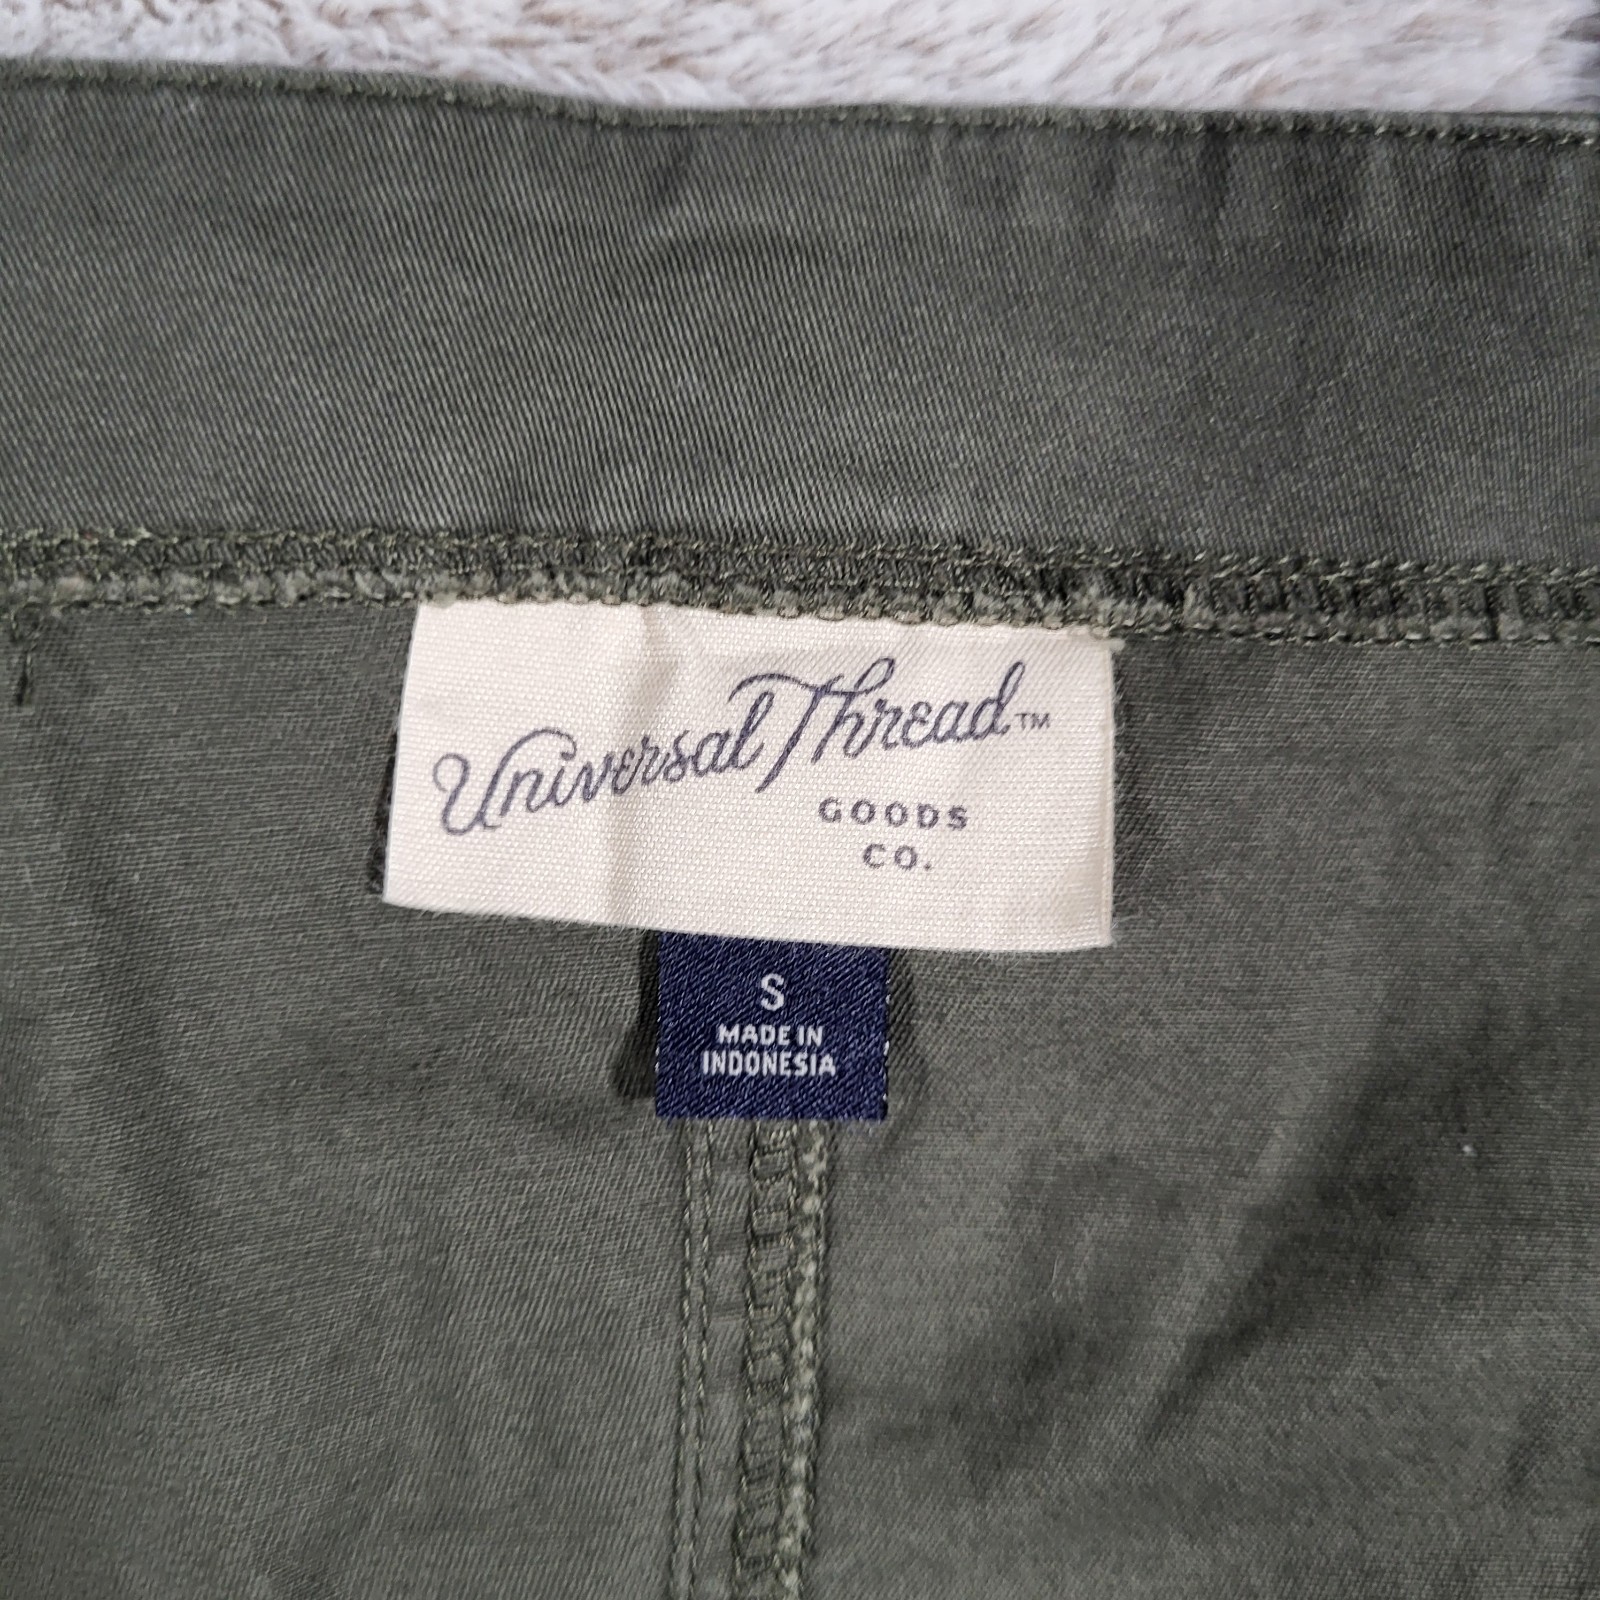 Universal Thread™
GOODS
CO.
S
MADE IN
INDONESIA